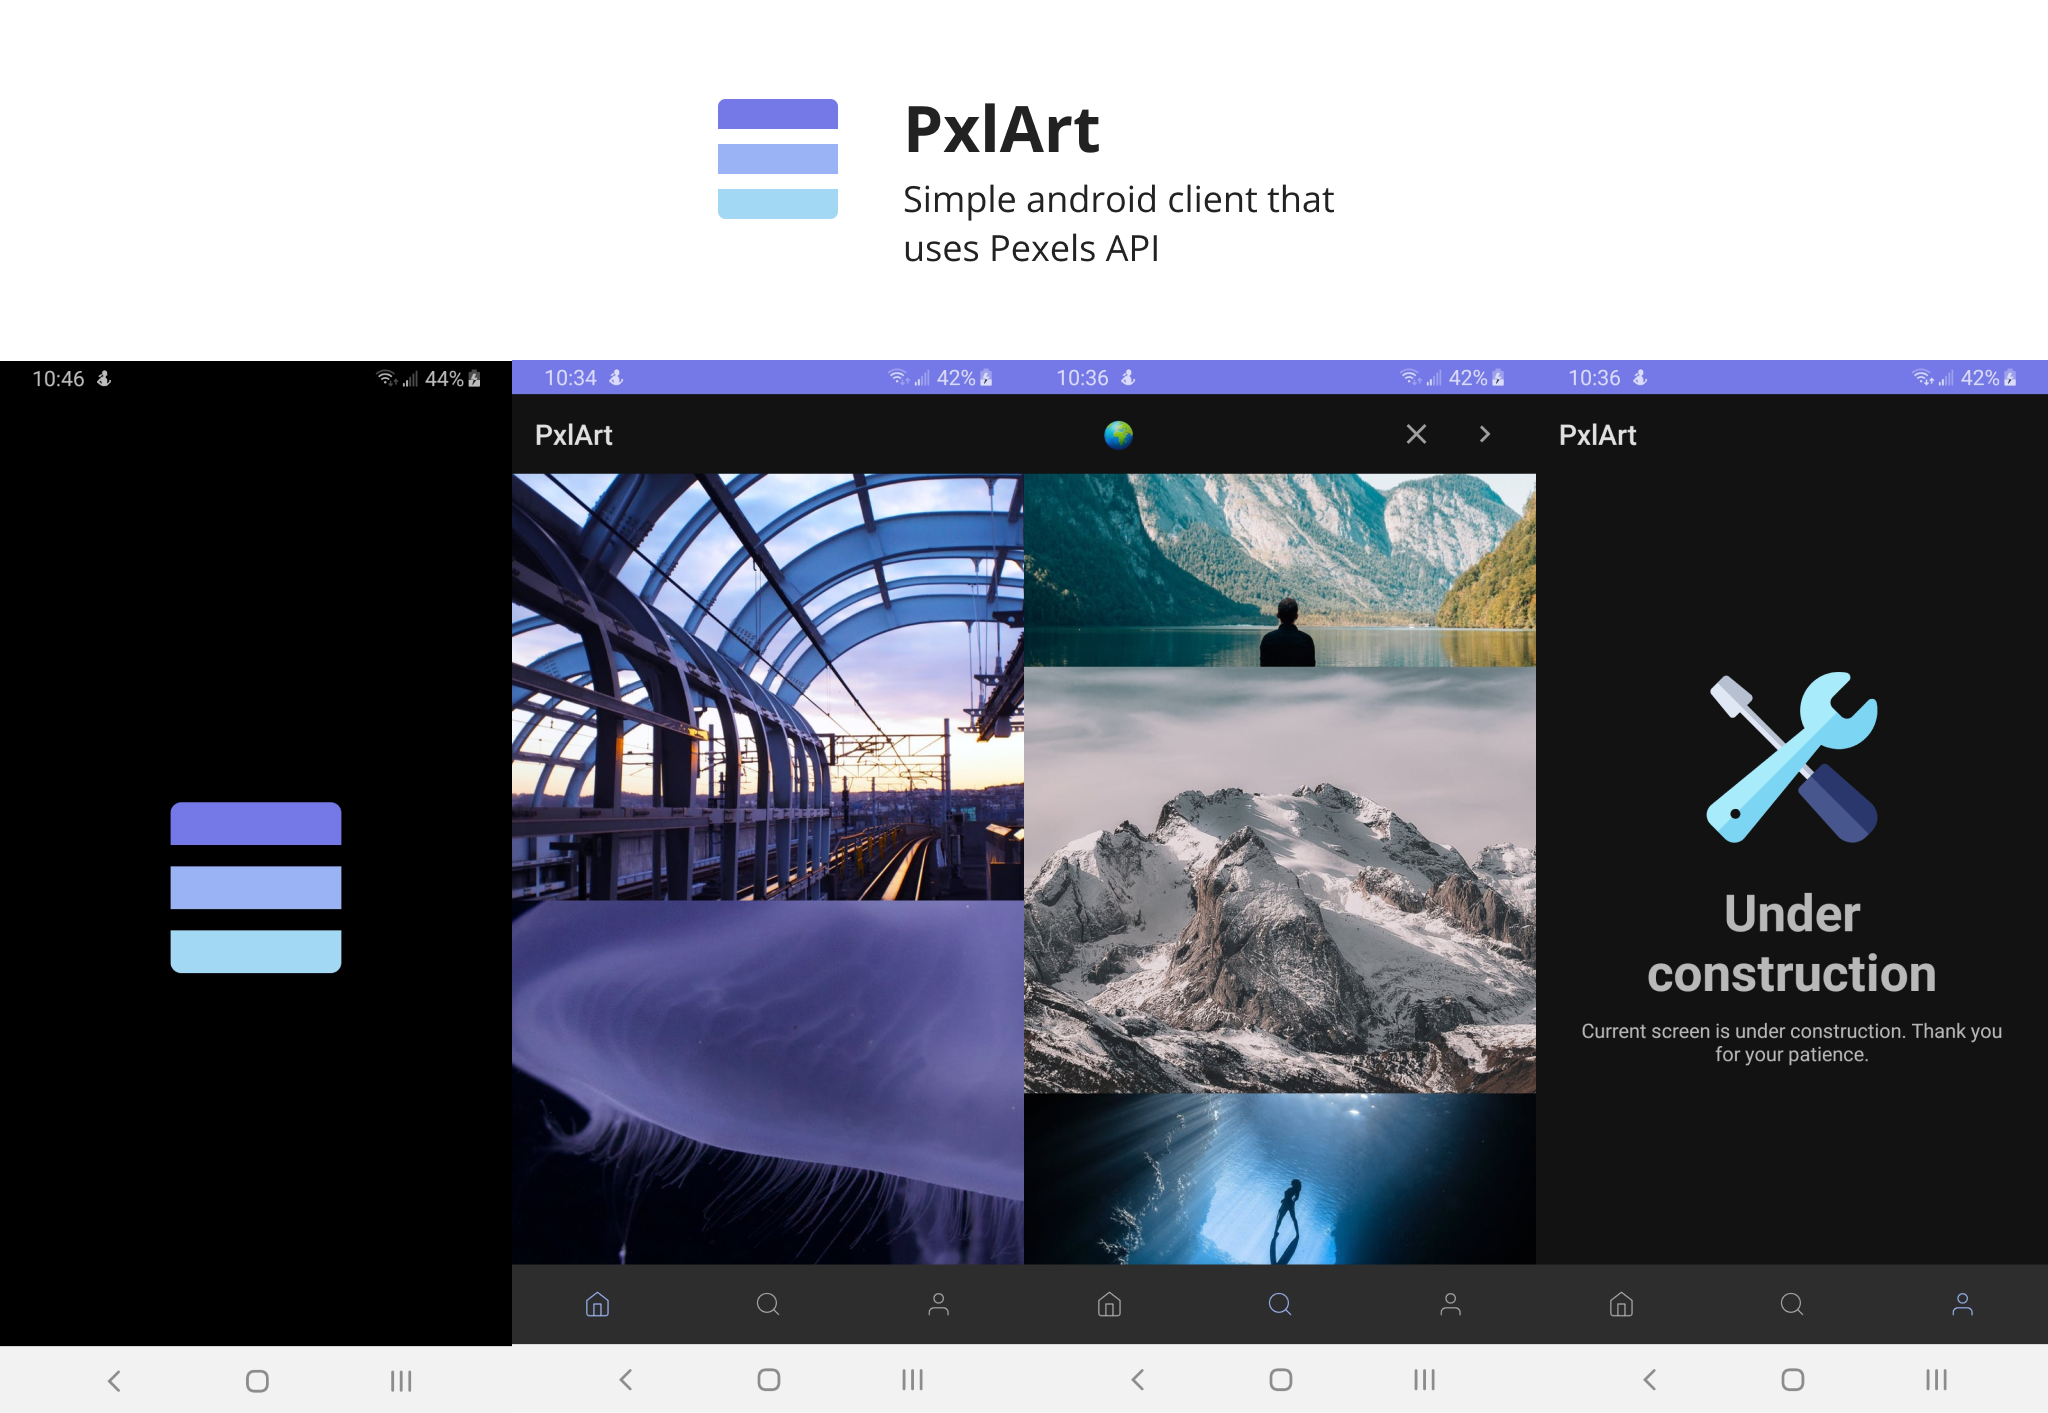 PxlArt
Simple android client that
uses Pexels API
10:46
44%
10:34
42%
PxlArt
10:36
42%
10:36
42%
PxlArt
Under
construction
Current screen is under construction. Thank you
for your patience.